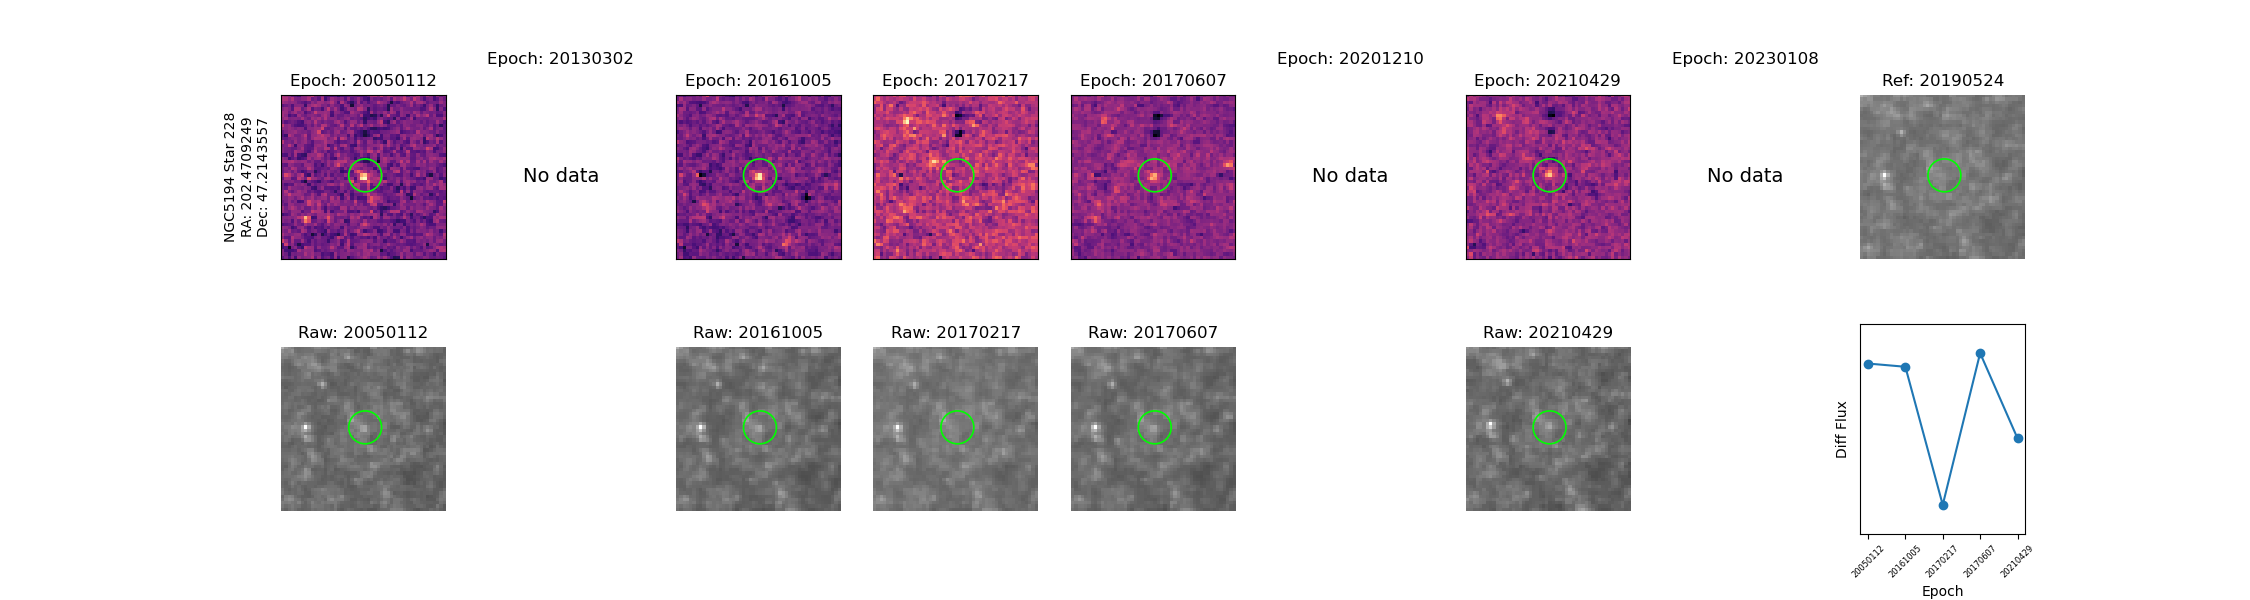 Epoch: 20130302
Epoch: 20201210
Epoch: 20230108
Epoch: 20050112
Epoch: 20161005
Epoch: 20170217
Epoch: 20170607
Epoch: 20210429
Ref: 20190524
NGC5194 Star 228
RA: 202.4709249
Dec: 47.2143557
No data
No data
No data
Raw: 20050112
Raw: 20161005
Raw: 20170217
Raw: 20170607
Raw: 20210429
Diff Flux
20050112
20161005
20170217
20170607
20210429
Epoch